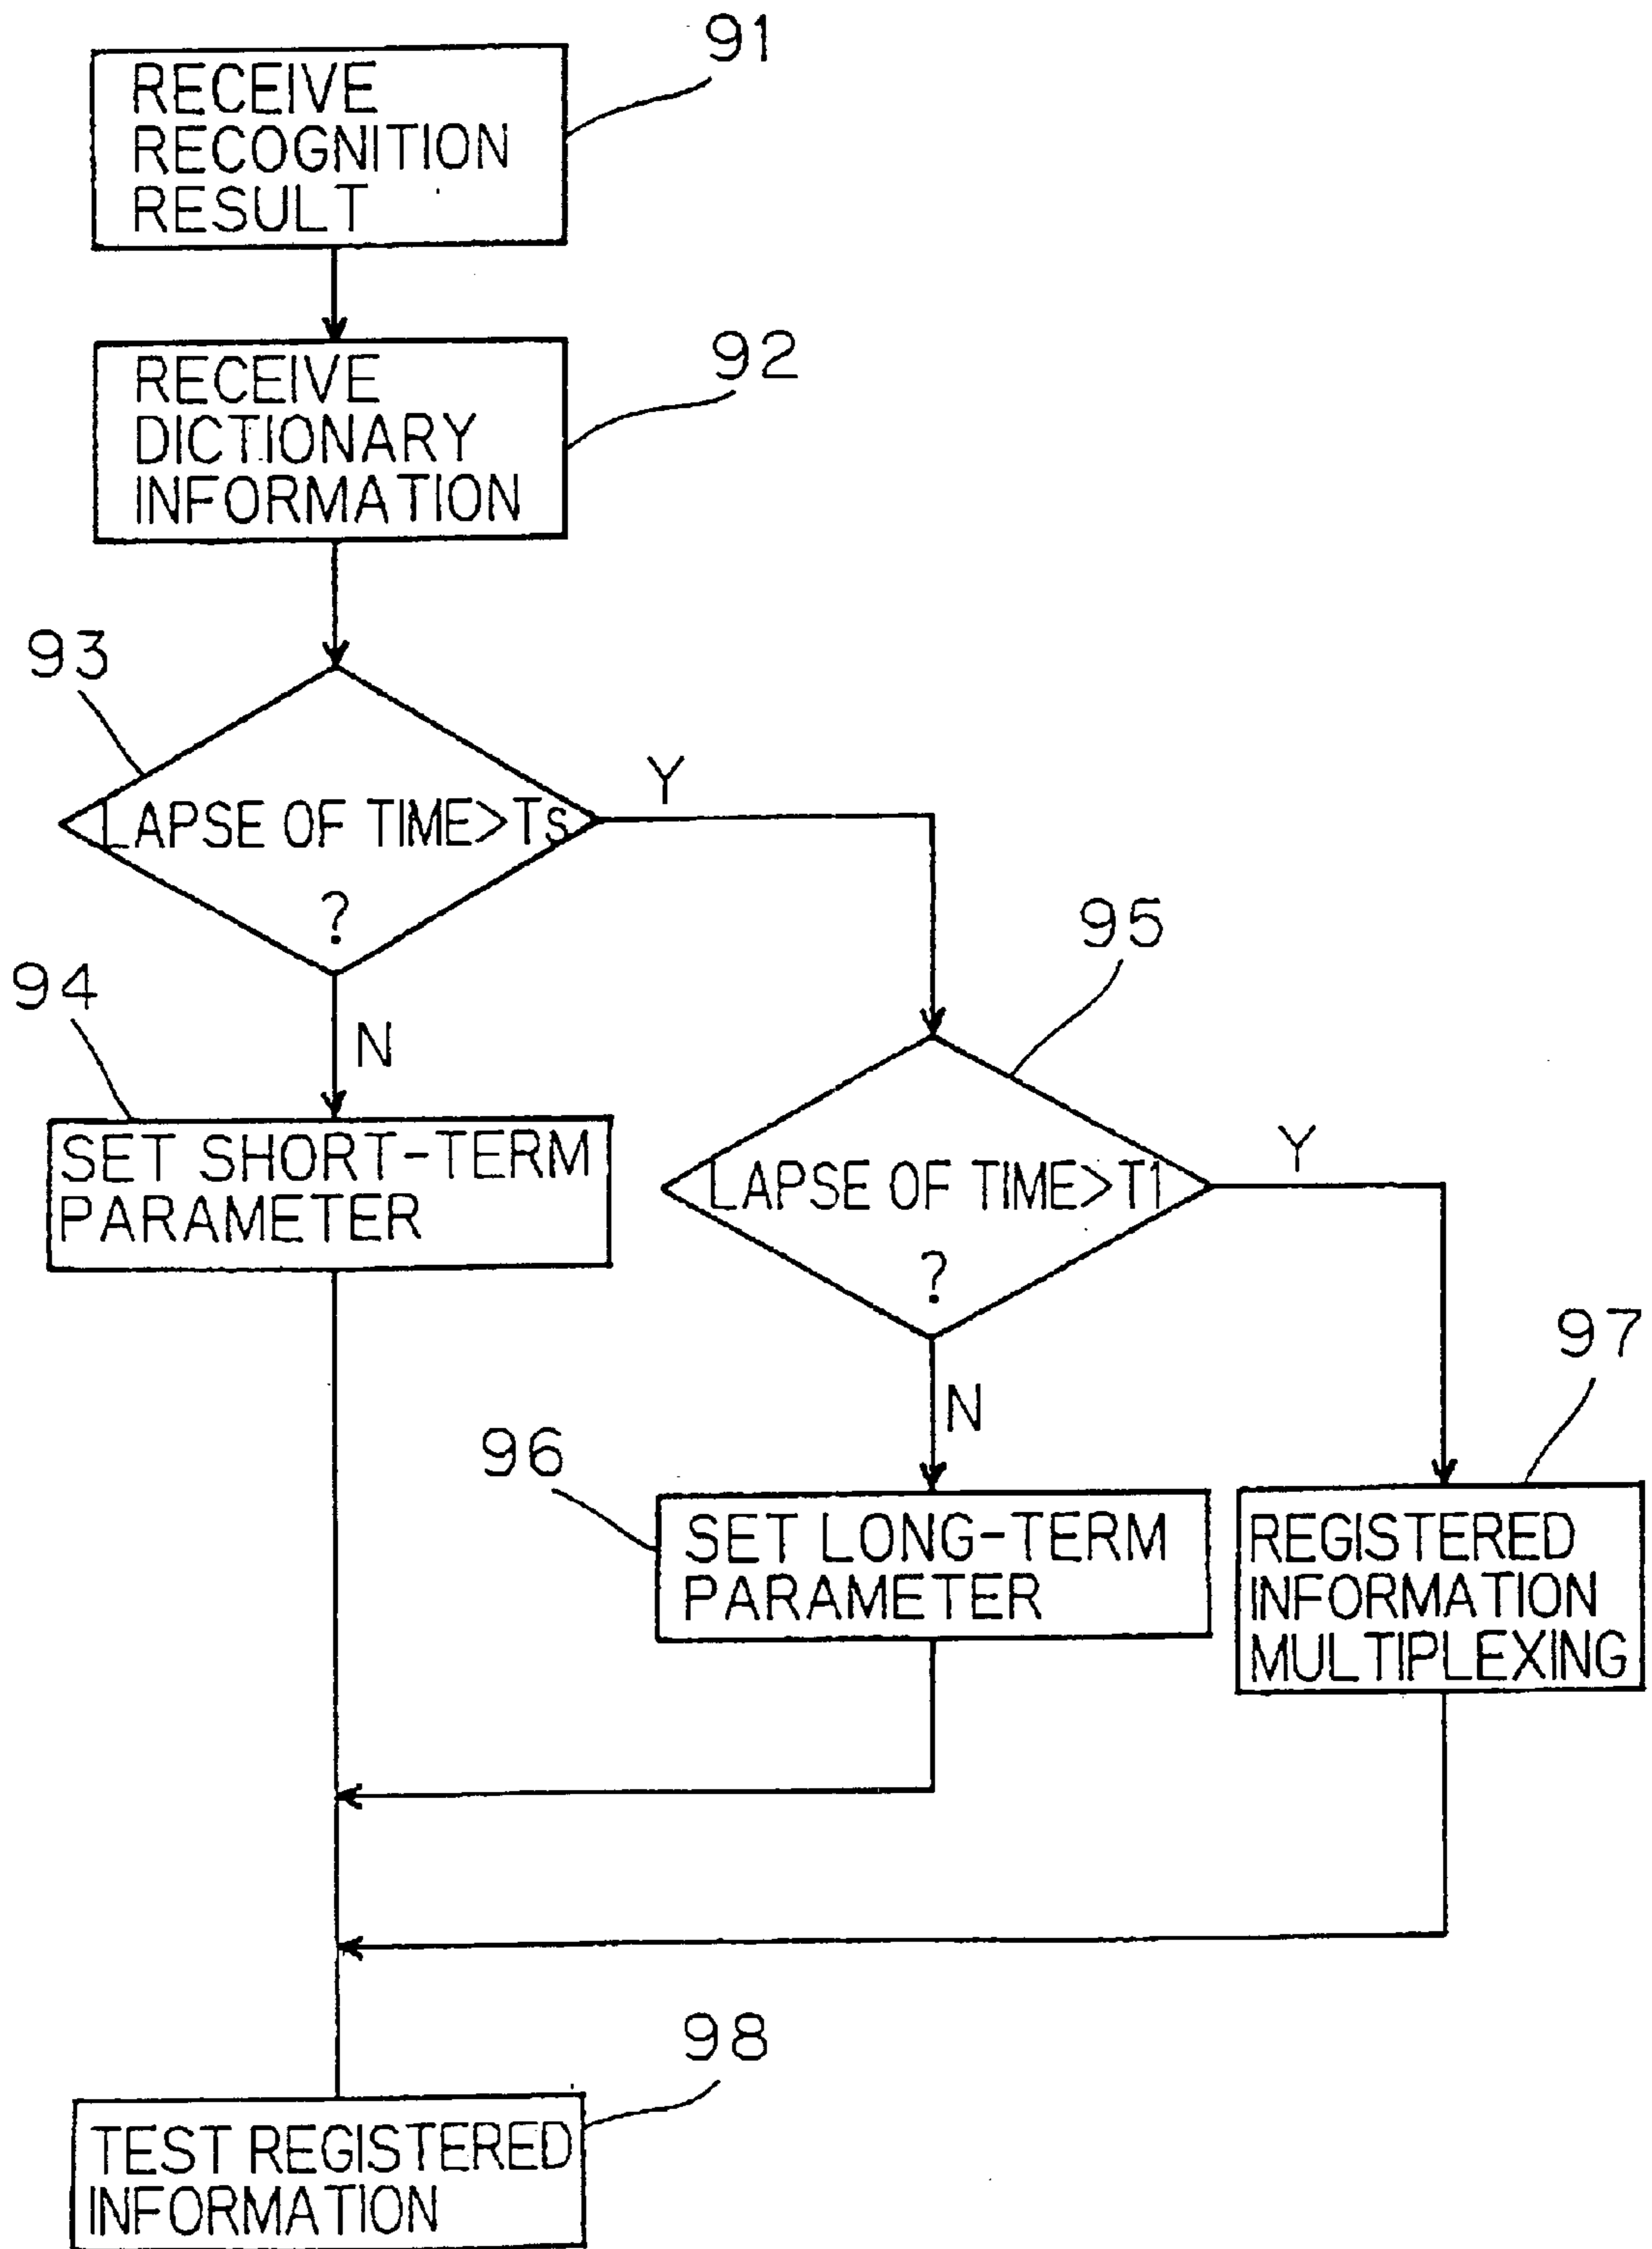 91
RECEIVE
RECOGNITION
RESULT
92
RECEIVE
DICTIONARY
INFORMATION
93
LAPSE OF TIME>Ts
?
Y
94
N
95
SET SHORT-TERM
PARAMETER
LAPSE OF TIME>T1
?
Y
N
96
97
SET LONG-TERM
PARAMETER
REGISTERED
INFORMATION
MULTIPLEXING
98
TEST REGISTERED
INFORMATION